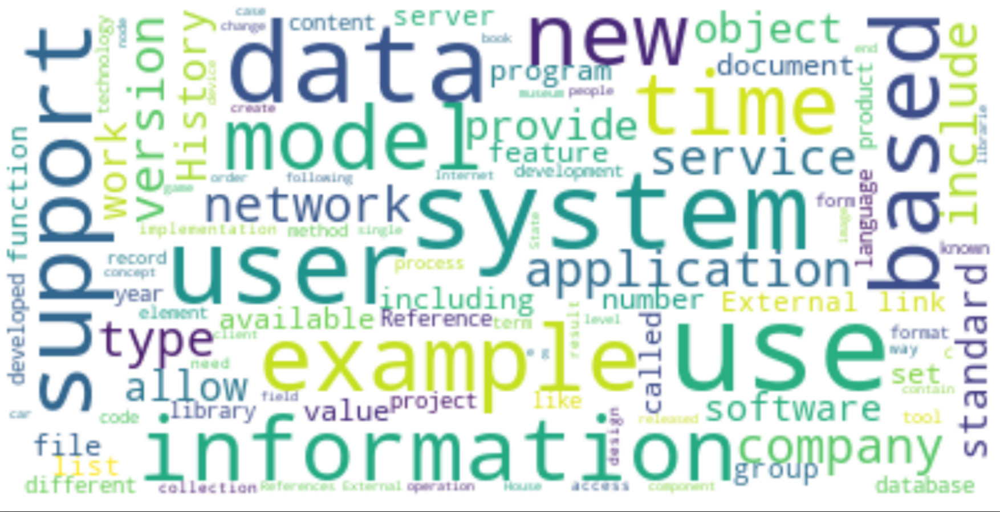 support
technology
node
version
History
device
case
change
content
server
data
book
new
object
end
based
include
document
program
museum
people
time
product
create
librarie
model
provide
feature
service
work
function
order
following
Internet
development
game
network
system
form
image
language
implementation
method
single
State
known
record
concept
user
process
application
year
including
number
External link
standard
developed
element
available
Reference
term
result
level
called
type
client
example
use
format
e g
way
c
need
allow
set
contain
field
project
like
library
value
software
car
code
design
released
tool
file
information
company
list
group
different
collection
References External
operation
House
access
component
database